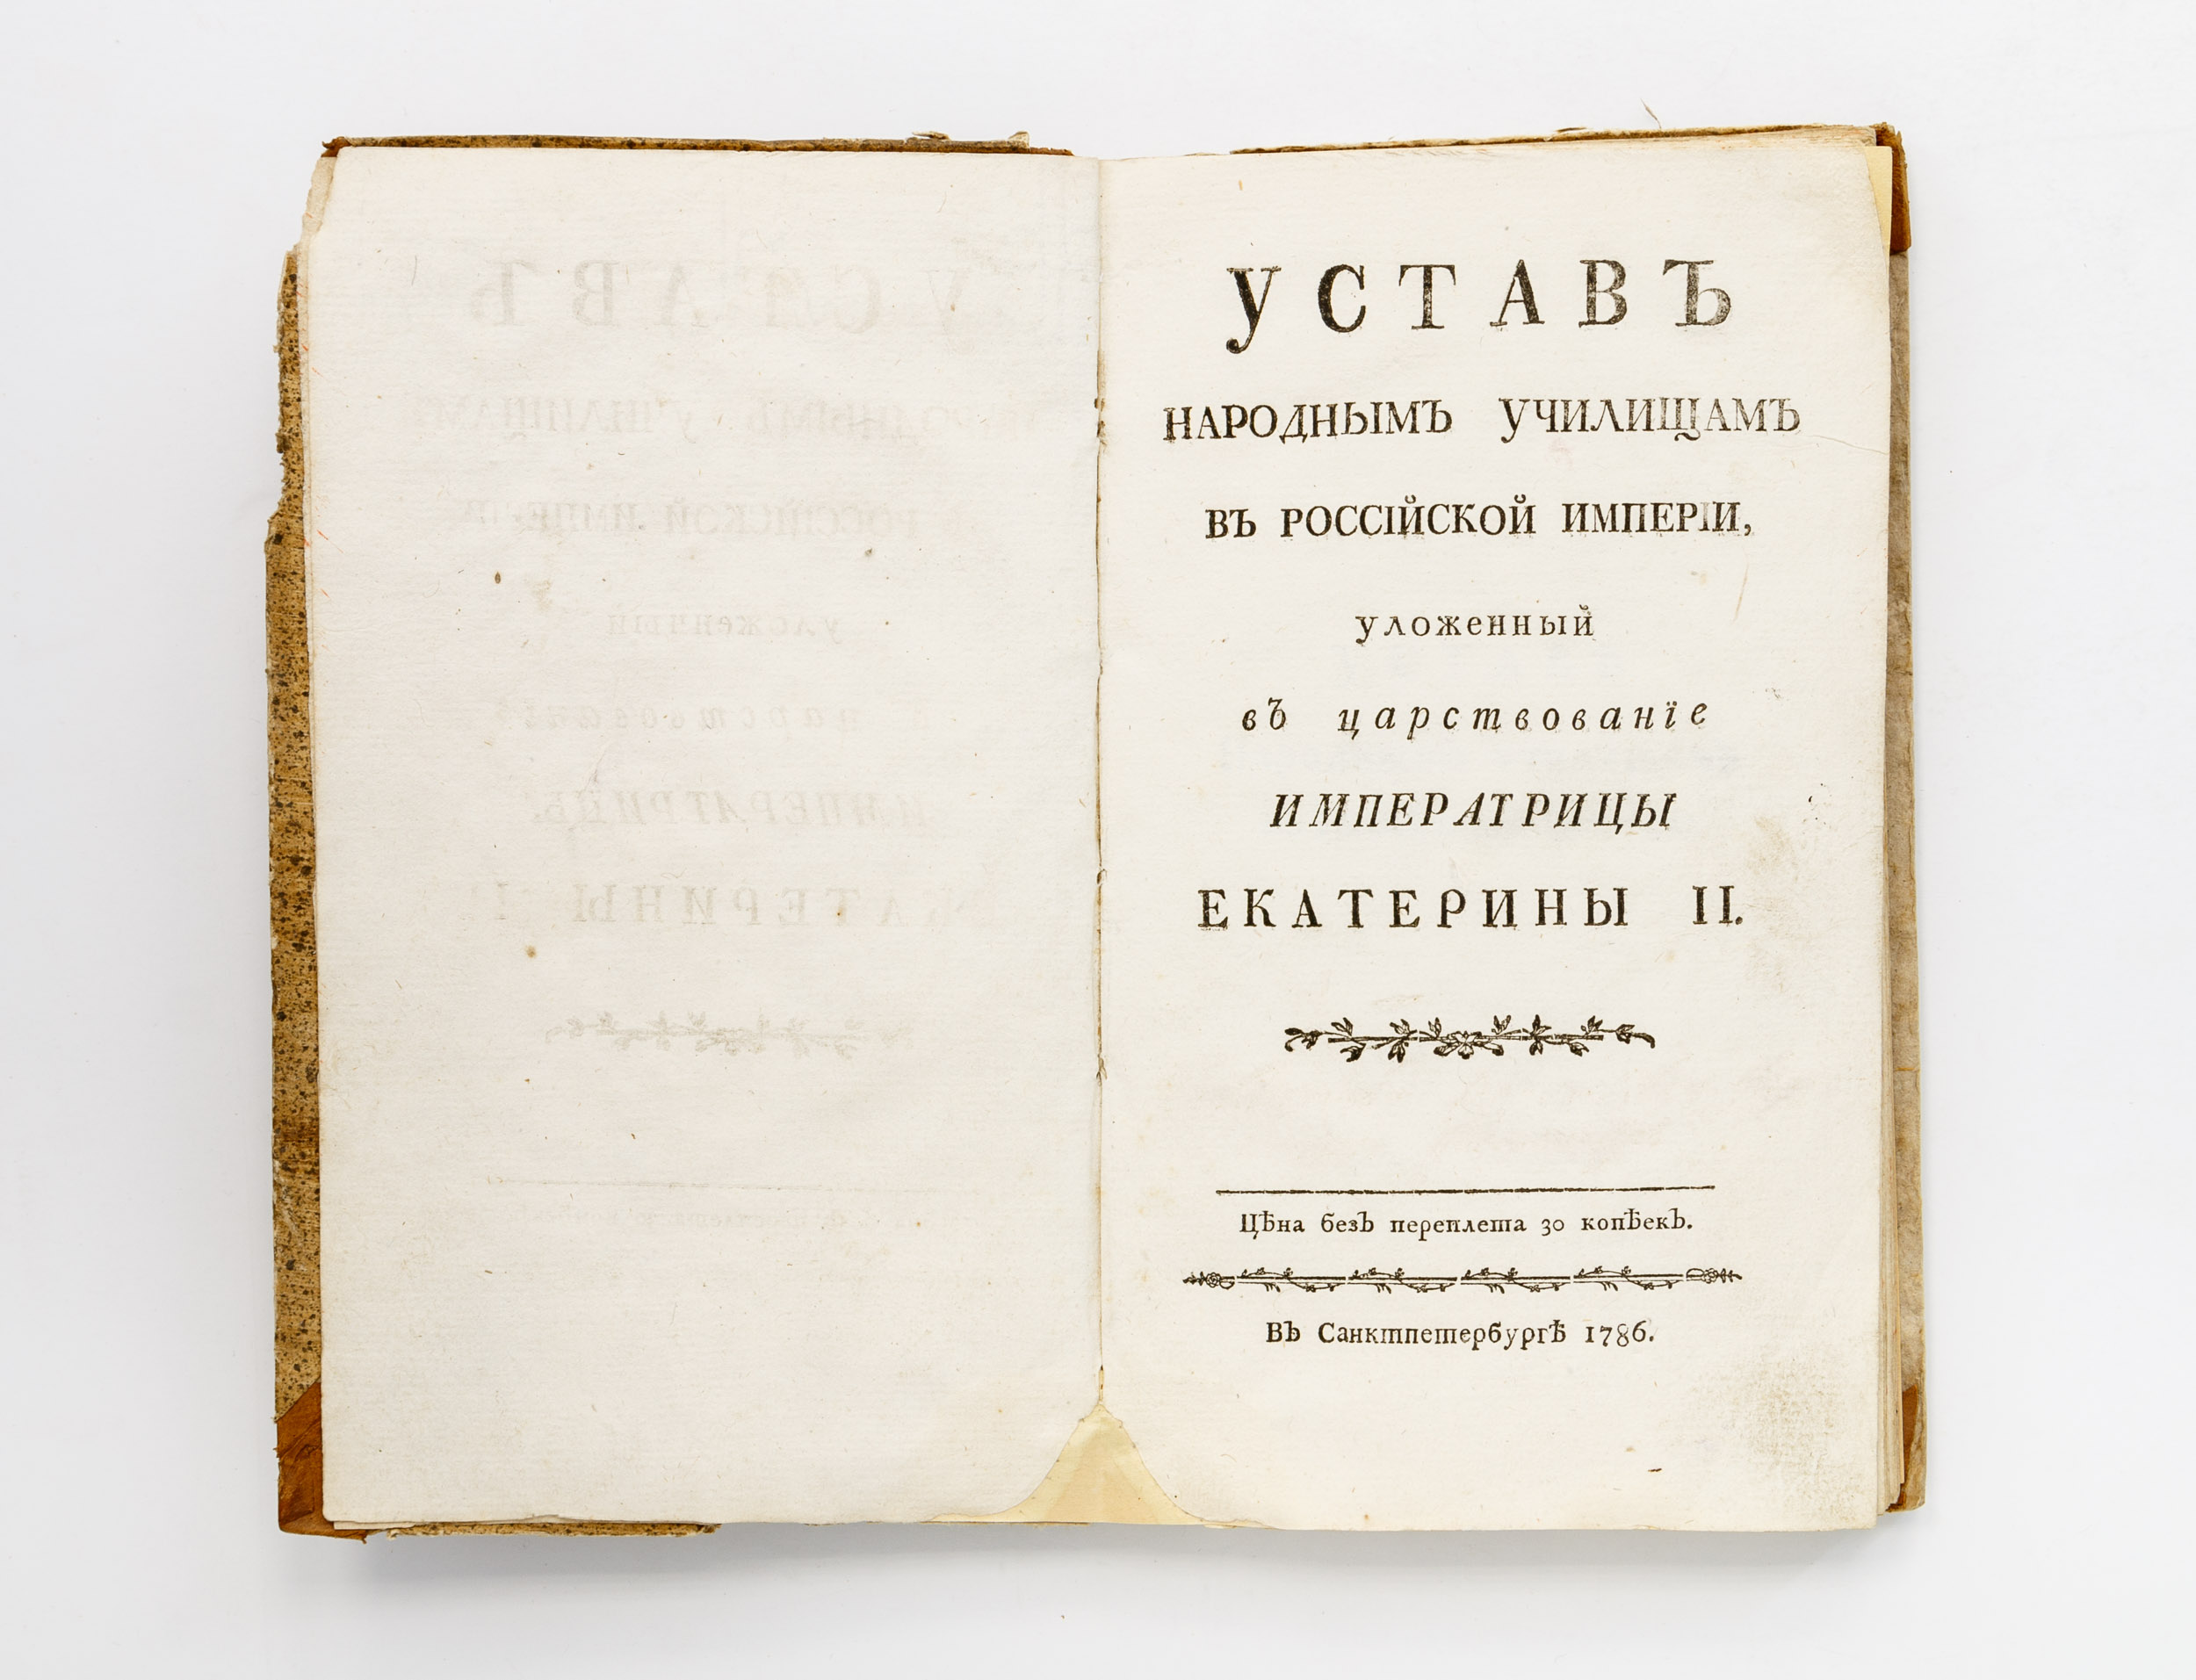 УСТАВЪ
НАРОДНЫМЪ УЧИЛИЩАМЪ
ВЪ РОССІЙСКОЙ ИМПЕРІИ,
уложенный
въ царствованїе
ИМПЕРАТРИЦЫ
ЕКАТЕРИНЫ II.
Цѣна безъ переплета 30 копѣекъ.
Въ Санктпетербургѣ 1786.